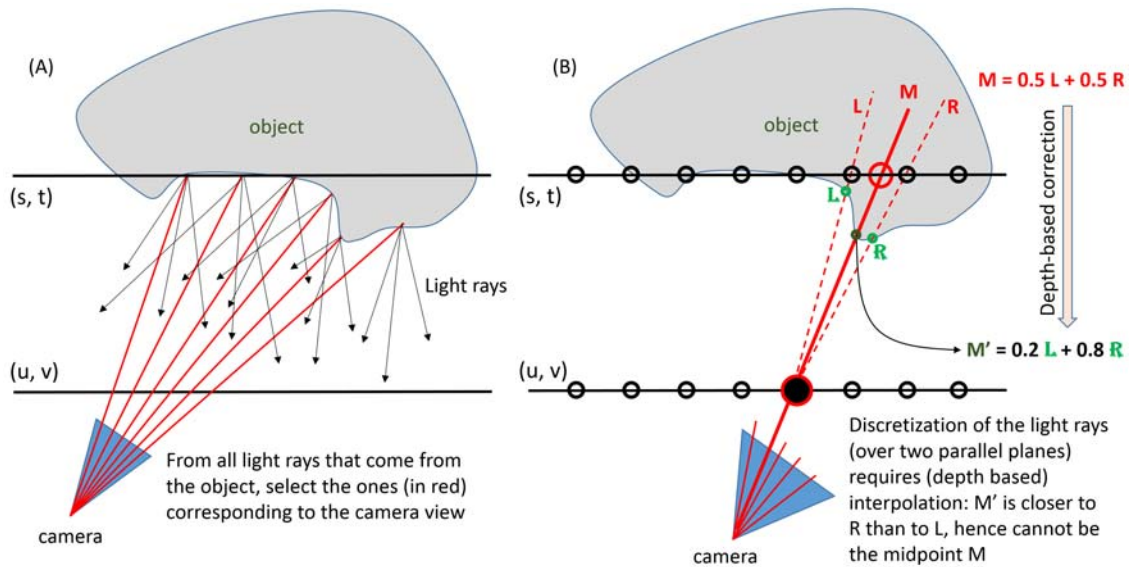 (A)
object
(s, t)
Light rays
(u, v)
From all light rays that come from
the object, select the ones (in red)
corresponding to the camera view
camera
(B)
L
M
R
M = 0.5 L + 0.5 R
object
(s, t)
L
R
Depth-based correction
M’ = 0.2 L + 0.8 R
(u, v)
Discretization of the light rays
(over two parallel planes)
requires (depth based)
interpolation: M’ is closer to
R than to L, hence cannot be
the midpoint M
camera